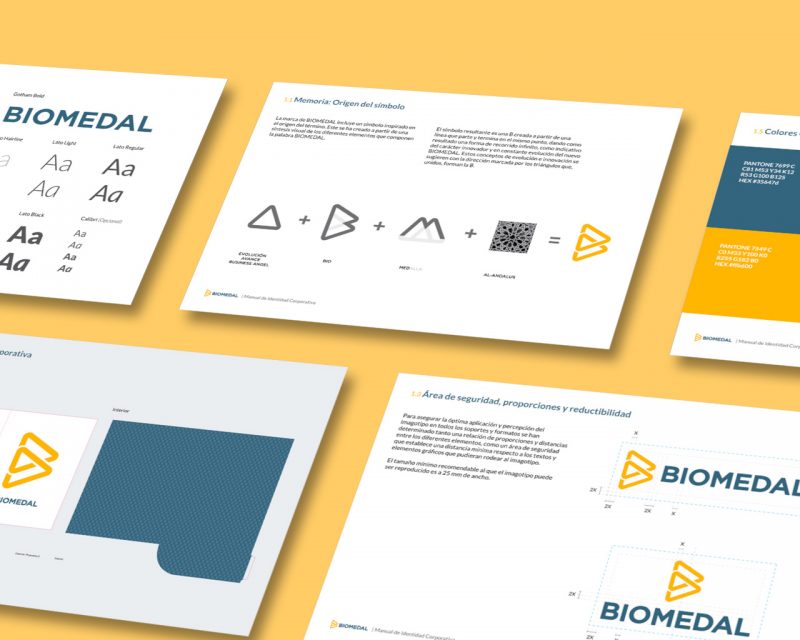 Gotham Bold
BIOMEDAL
Lato Light
Lato Regular
Aa
Aa
Aa
Aa
Aa
Aa
Lato Black
Calibri (Opcional)
Aa
Aa
Aa
Aa
1.1 Memoria: Origen del símbolo
La marca de BIOMEDAL incluye un símbolo inspirado en
el origen del término. Este se ha creado a partir de una
síntesis visual de los diferentes elementos que componen
la palabra BIOMEDAL.
El símbolo resultante es una B creada a partir de una
línea que parte y termina en el mismo punto, dando como
resultado una forma de recorrido infinito, como indicativo
del carácter innovador y en constante evolución del nuevo
BIOMEDAL. Estos conceptos de evolución e innovación se
sugieren con la dirección marcada por los triángulos que,
unidos, forman la B.
+ + + =
EVOLUCIÓN
AVANCE
BUSINESS ANGEL
BIO
AL-ANDALUS
BIOMEDAL | Manual de Identidad Corporativa
1.5 Colores
PANTONE 7699 C
CB1 M53 Y34 K12
R53 G100 B125
HEX #35647d
PANTONE 7549 C
C0 M53 Y100 K0
R255 G182 B0
HEX #ffb600
BIOMEDAL | Manual de Identidad
porativa
Interior
BIOMEDAL
1.3 Área de seguridad, proporciones y reductibilidad
Para asegurar la óptima aplicación y percepción del
imagotipo en todos los soportes y formatos se han
determinado tanto una relación de proporciones y distancias
entre los diferentes elementos, como un área de seguridad
que establece una distancia mínima respecto a los textos y
elementos gráficos que pudieran rodear al imagotipo.
El tamaño mínimo recomendable al que el imagotipo puede
ser reproducido es a 25 mm de ancho.
X
2X
BIOMEDAL
2X
2X
X
X
2X
BIOMEDAL
2X
BIOMEDAL | Manual de Identidad Corporativa